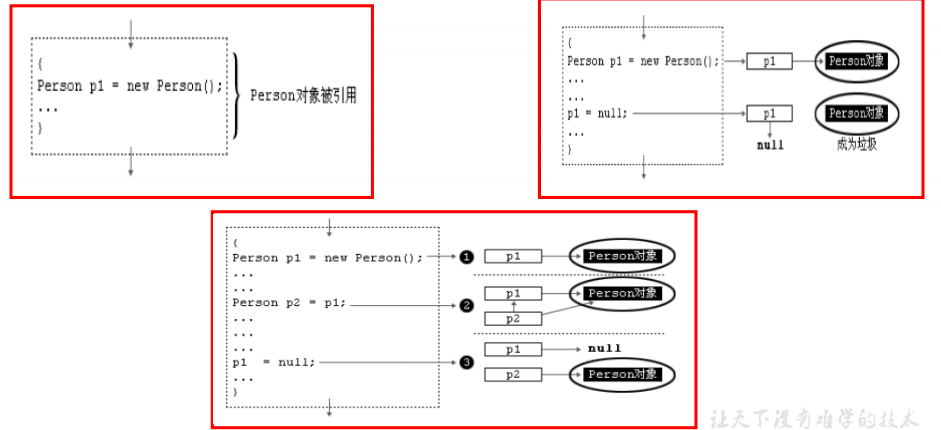 {
Person p1 = new Person();
...
}
Person对象被引用
{
Person p1 = new Person();
...
...
p1 = null;
...
}
p1
Person对象
p1
Person对象
null
成为垃圾
{
Person p1 = new Person();
...
...
Person p2 = p1;
...
...
...
p1 = null;
...
}
1
p1
Person对象
2
p1
Person对象
p2
3
p1
null
p2
Person对象
让天下没有难学的技术